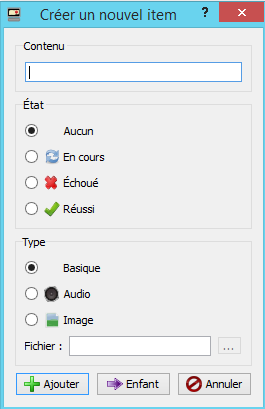 Créer un nouvel item
?
Contenu
État
Aucun
En cours
Échoué
Réussi
Type
Basique
Audio
Image
Fichier :
...
Ajouter
Enfant
Annuler